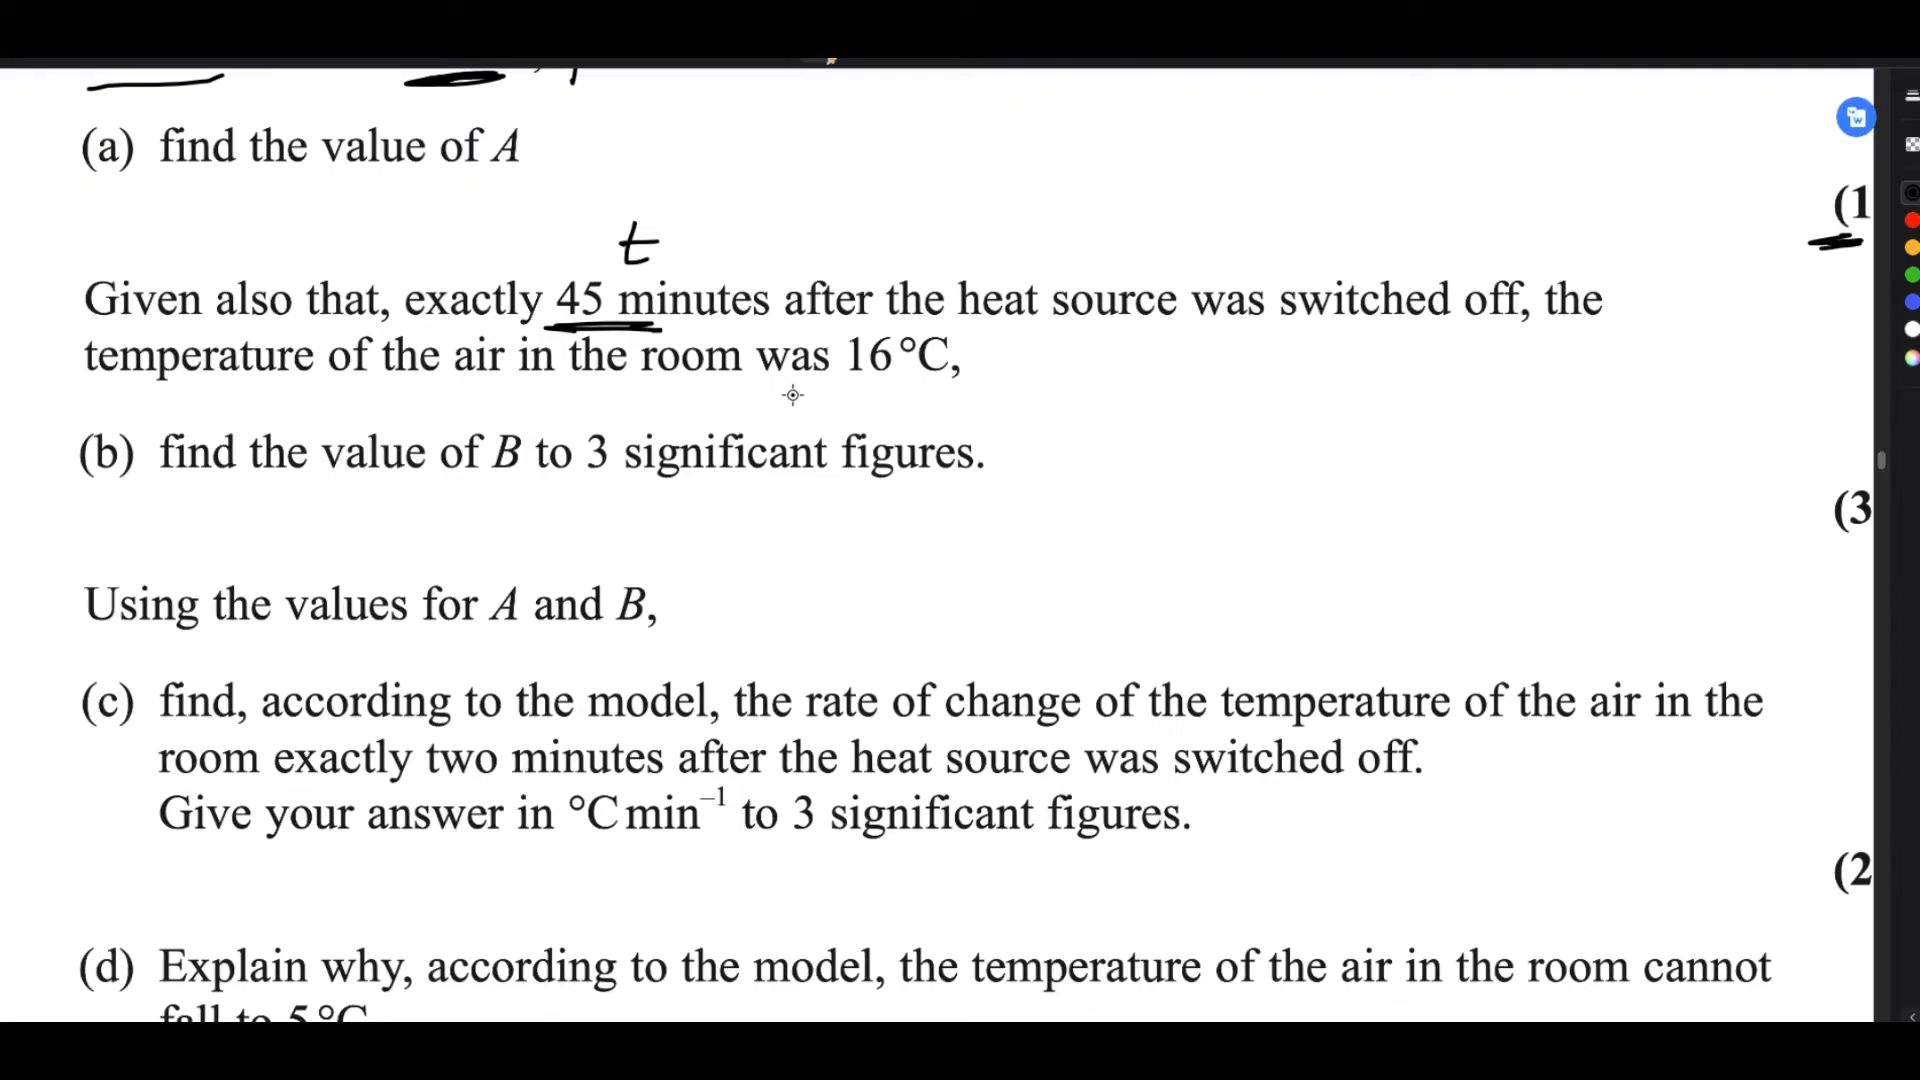 (a) find the value of A
(1
t
Given also that, exactly 45 minutes after the heat source was switched off, the
temperature of the air in the room was 16 °C,
(b) find the value of B to 3 significant figures.
(3
Using the values for A and B,
(c) find, according to the model, the rate of change of the temperature of the air in the
room exactly two minutes after the heat source was switched off.
Give your answer in °C min⁻¹ to 3 significant figures.
(2
(d) Explain why, according to the model, the temperature of the air in the room cannot
fall to 5 °C